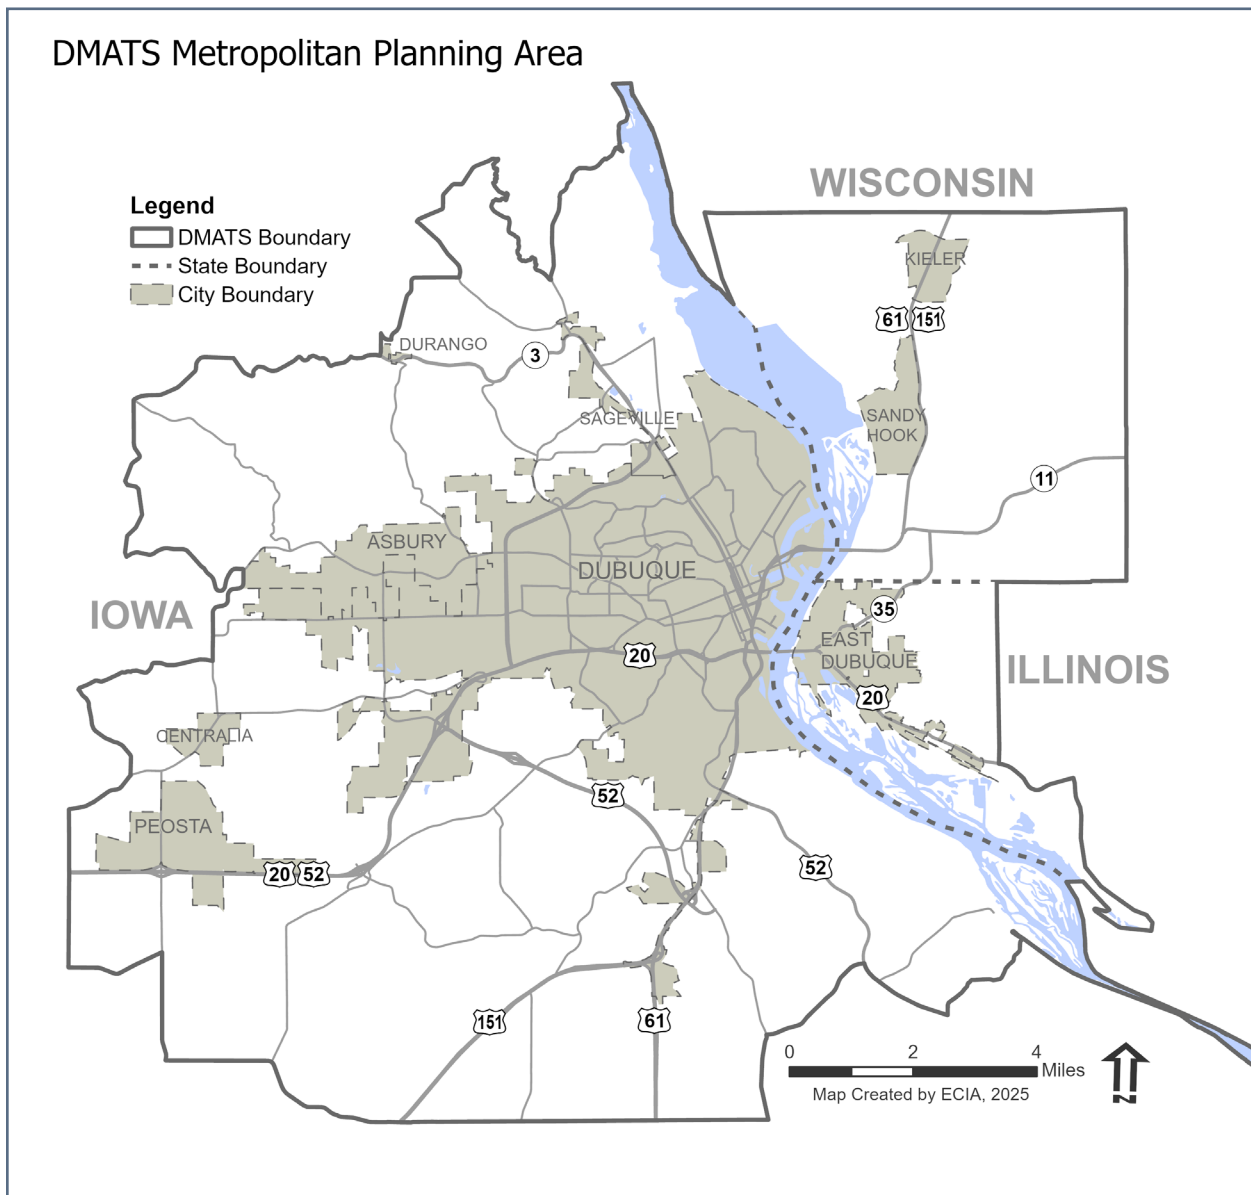 DMATS Metropolitan Planning Area
WISCONSIN
Legend
DMATS Boundary
State Boundary
City Boundary
KIELER
61 151
DURANGO
3
SAGEVILLE
SANDY
HOOK
11
ASBURY
DUBUQUE
IOWA
35
20
EAST
DUBUQUE
ILLINOIS
20
CENTRALIA
52
PEOSTA
20 52
52
151
61
0 2 4
Miles
Map Created by ECIA, 2025
N